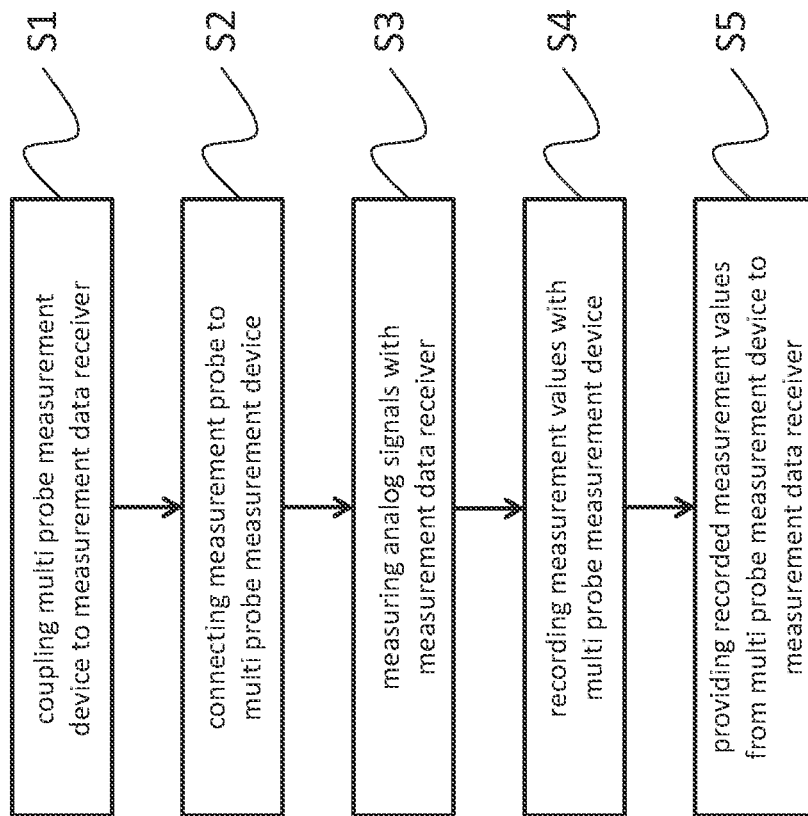 coupling multi probe measurement
device to measurement data receiver
S1
connecting measurement probe to
multi probe measurement device
S2
measuring analog signals with
measurement data receiver
S3
recording measurement values with
multi probe measurement device
S4
providing recorded measurement values
from multi probe measurement device to
measurement data receiver
S5